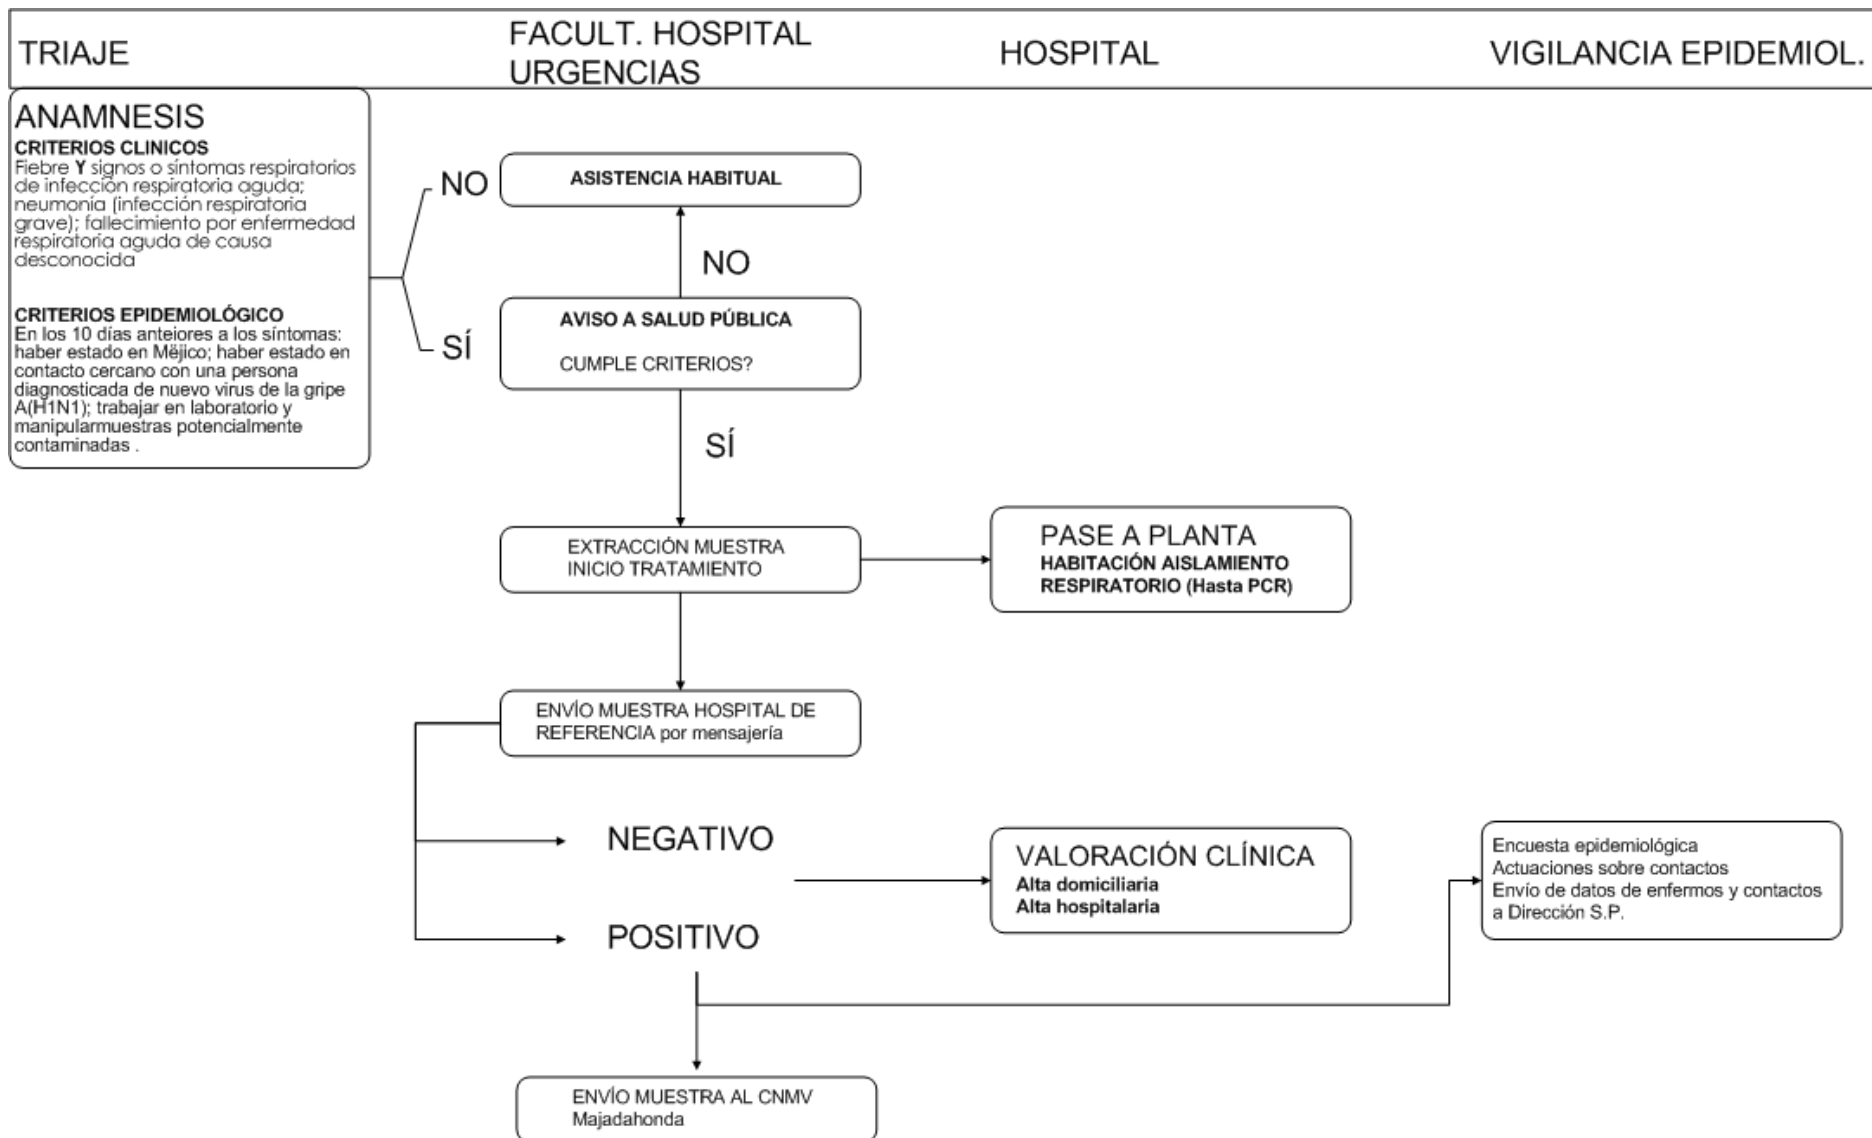 TRIAJE
FACULT. HOSPITAL
URGENCIAS
HOSPITAL
VIGILANCIA EPIDEMIOL.
ANAMNESIS
CRITERIOS CLINICOS
Fiebre Y signos o síntomas respiratorios
de infección respiratoria aguda;
neumonía (infección respiratoria
grave); fallecimiento por enfermedad
respiratoria aguda de causa
desconocida
CRITERIOS EPIDEMIOLÓGICO
En los 10 días anteiores a los síntomas:
haber estado en Mëjico; haber estado en
contacto cercano con una persona
diagnosticada de nuevo virus de la gripe
A(H1N1); trabajar en laboratorio y
manipularmuestras potencialmente
contaminadas .
NO
SÍ
ASISTENCIA HABITUAL
NO
AVISO A SALUD PÚBLICA
CUMPLE CRITERIOS?
SÍ
EXTRACCIÓN MUESTRA
INICIO TRATAMIENTO
PASE A PLANTA
HABITACIÓN AISLAMIENTO
RESPIRATORIO (Hasta PCR)
ENVÍO MUESTRA HOSPITAL DE
REFERENCIA por mensajería
NEGATIVO
VALORACIÓN CLÍNICA
Alta domiciliaria
Alta hospitalaria
Encuesta epidemiológica
Actuaciones sobre contactos
Envío de datos de enfermos y contactos
a Dirección S.P.
POSITIVO
ENVÍO MUESTRA AL CNMV
Majadahonda